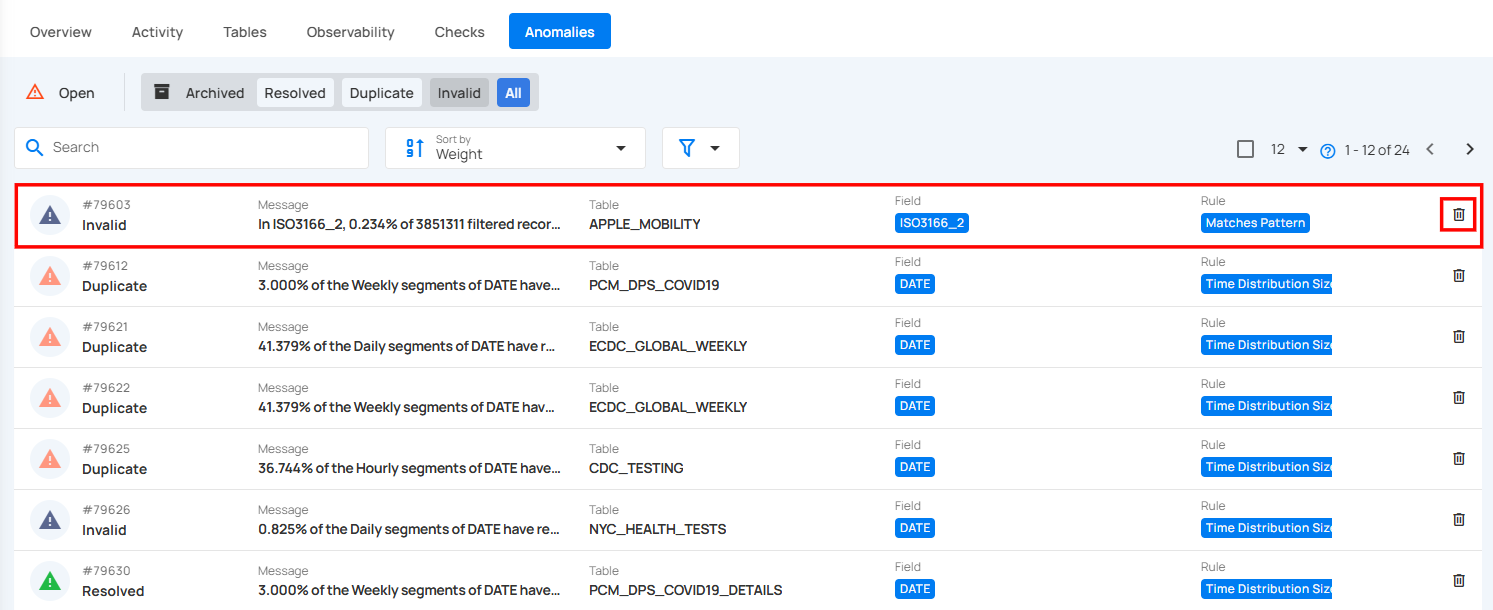 Overview Activity Tables Observability Checks Anomalies
Open Archived Resolved Duplicate Invalid All
Search
Sort by
Weight
12 1 - 12 of 24
#79603 Message Table Field Rule
Invalid In ISO3166_2, 0.234% of 3851311 filtered recor... APPLE_MOBILITY ISO3166_2 Matches Pattern
#79612 Message Table Field Rule
Duplicate 3.000% of the Weekly segments of DATE have... PCM_DPS_COVID19 DATE Time Distribution Size
#79621 Message Table Field Rule
Duplicate 41.379% of the Daily segments of DATE have r... ECDC_GLOBAL_WEEKLY DATE Time Distribution Size
#79622 Message Table Field Rule
Duplicate 41.379% of the Weekly segments of DATE hav... ECDC_GLOBAL_WEEKLY DATE Time Distribution Size
#79625 Message Table Field Rule
Duplicate 36.744% of the Hourly segments of DATE have... CDC_TESTING DATE Time Distribution Size
#79626 Message Table Field Rule
Invalid 0.825% of the Daily segments of DATE have re... NYC_HEALTH_TESTS DATE Time Distribution Size
#79630 Message Table Field Rule
Resolved 3.000% of the Weekly segments of DATE have... PCM_DPS_COVID19_DETAILS DATE Time Distribution Size